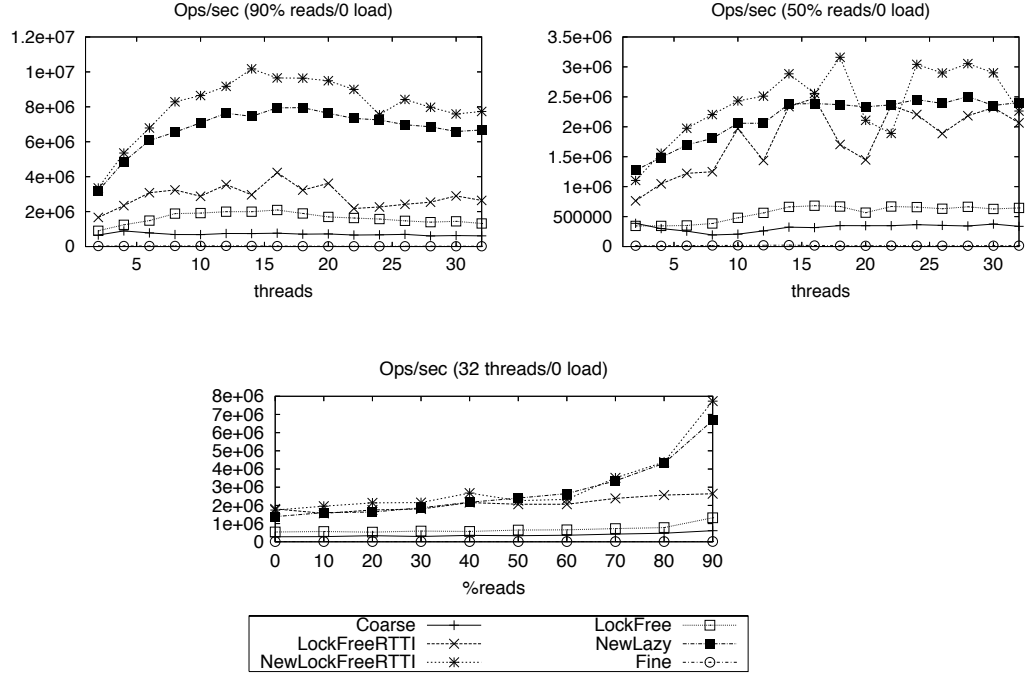 Ops/sec (90% reads/0 load)
1.2e+07
1e+07
8e+06
6e+06
4e+06
2e+06
0
5 10 15 20 25 30
threads
Ops/sec (50% reads/0 load)
3.5e+06
3e+06
2.5e+06
2e+06
1.5e+06
1e+06
500000
0
5 10 15 20 25 30
threads
Ops/sec (32 threads/0 load)
8e+06
7e+06
6e+06
5e+06
4e+06
3e+06
2e+06
1e+06
0
0 10 20 30 40 50 60 70 80 90
%reads
Coarse
LockFreeRTTI
NewLockFreeRTTI
LockFree
NewLazy
Fine